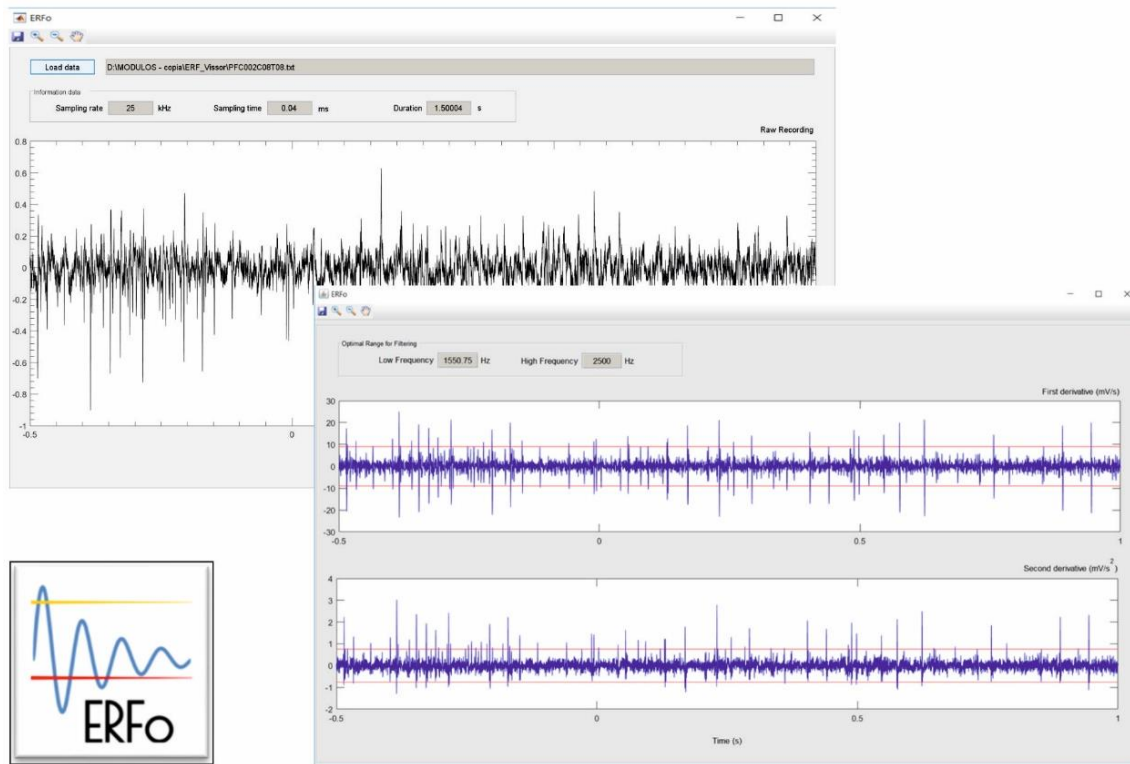 ERFo
Load data D:\MODULOS - copia\ERF_Vissor\PFC002C08T08.txt
Information data
Sampling rate 25 kHz Sampling time 0.04 ms Duration 1.50004 s
Raw Recording
0.8
0.6
0.4
0.2
0
-0.2
-0.4
-0.6
-0.8
-1
-0.5 0
ERFo
Optimal Range for Filtering
Low Frequency 1550.75 Hz High Frequency 2500 Hz
First derivative (mV/s)
30
20
10
0
-10
-20
-30
-0.5 0 0.5 1
Second derivative (mV/s²)
4
3
2
1
0
-1
-2
-0.5 0 0.5 1
Time (s)
ERFo